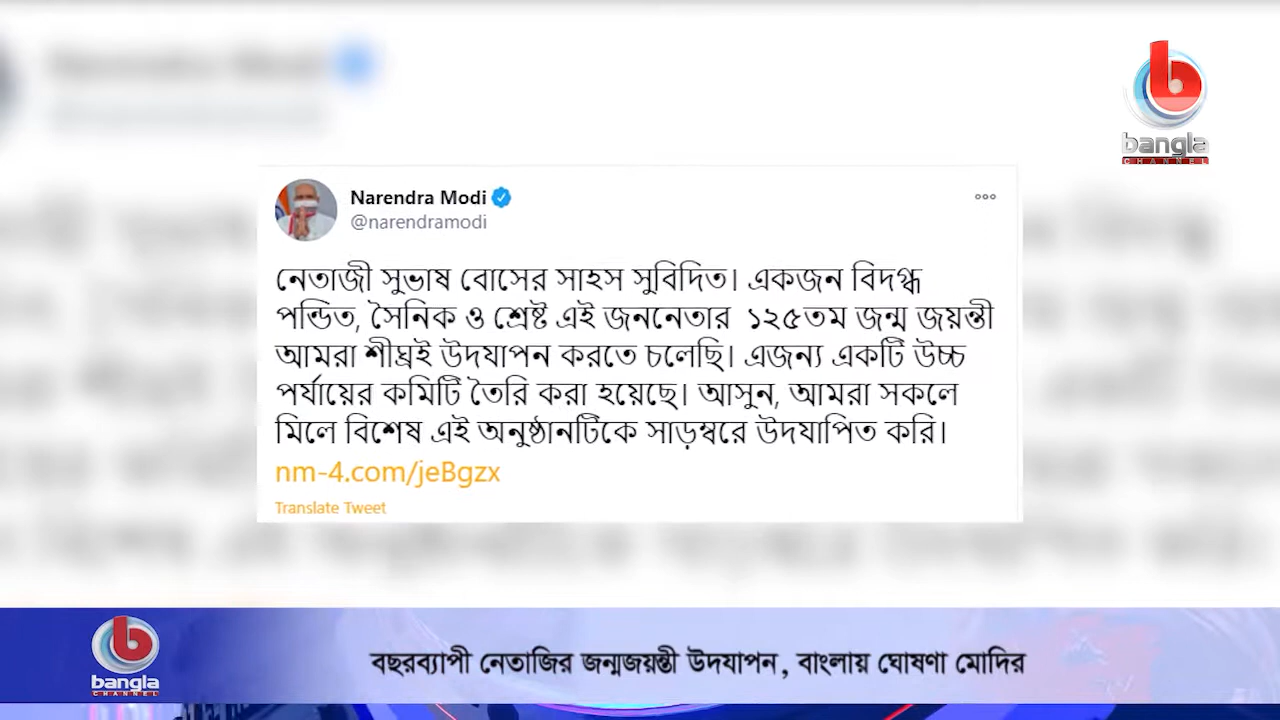 bangla
CHANNEL
Narendra Modi
@narendramodi
নেতাজী সুভাষ বোসের সাহস সুবিদিত। একজন বিদগ্ধ
পন্ডিত, সৈনিক ও শ্রেষ্ট এই জননেতার ১২৫তম জন্ম জয়ন্তী
আমরা শীঘ্রই উদযাপন করতে চলেছি। এজন্য একটি উচ্চ
পর্যায়ের কমিটি তৈরি করা হয়েছে। আসুন, আমরা সকলে
মিলে বিশেষ এই অনুষ্ঠানটিকে সাড়ম্বরে উদযাপিত করি।
nm-4.com/jeBgzx
Translate Tweet
bangla
CHANNEL
বছরব্যাপী নেতাজির জন্মজয়ন্তী উদযাপন, বাংলায় ঘোষণা মোদির